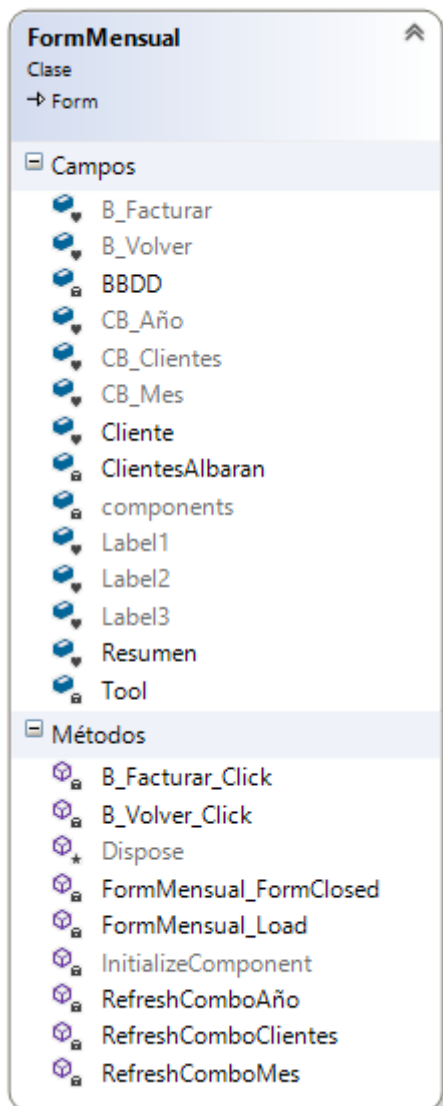 FormMensual
Clase
Form
Campos
B_Facturar
B_Volver
BBDD
CB_Año
CB_Clientes
CB_Mes
Cliente
ClientesAlbaran
components
Label1
Label2
Label3
Resumen
Tool
Métodos
B_Facturar_Click
B_Volver_Click
Dispose
FormMensual_FormClosed
FormMensual_Load
InitializeComponent
RefreshComboAño
RefreshComboClientes
RefreshComboMes